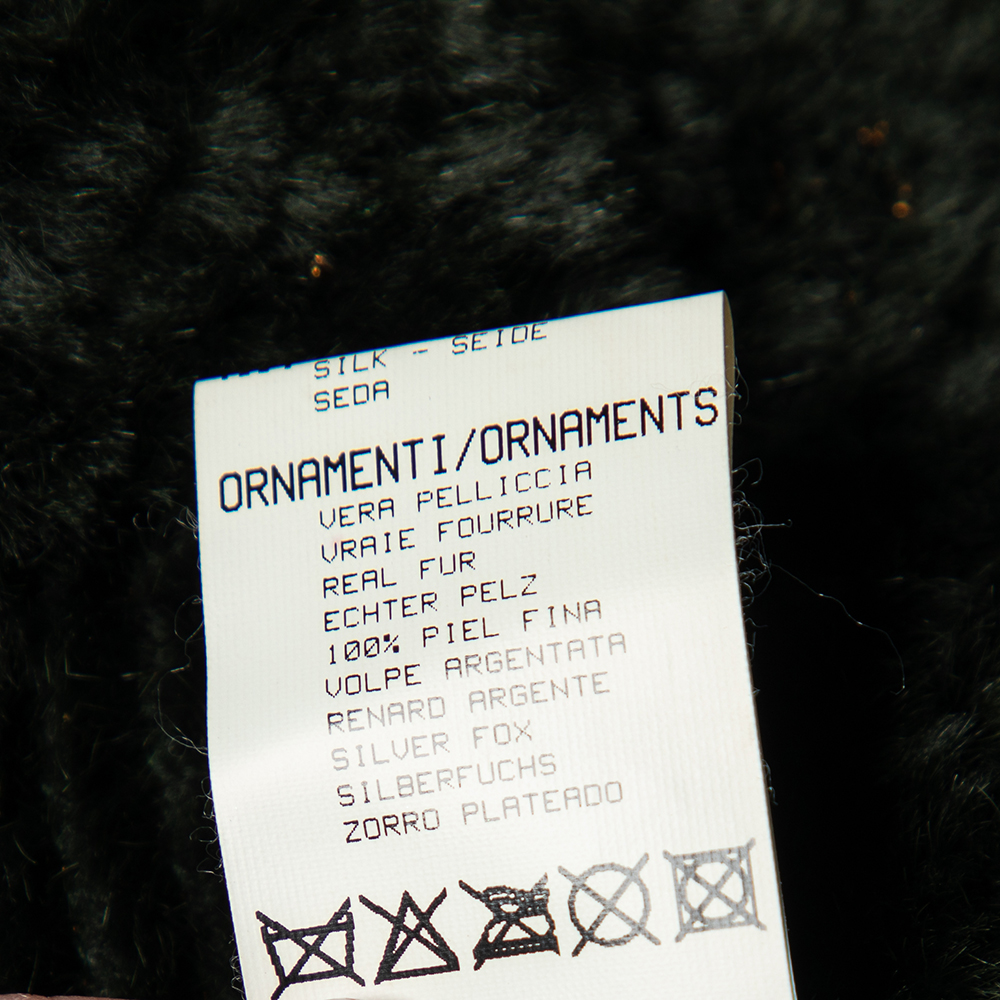 SILK - SEIDE
SEDA
ORNAMENTI/ORNAMENTS
VERA PELLICCIA
VRAIE FOURRURE
REAL FUR
ECHTER PELZ
100% PIEL FINA
VOLPE ARGENTATA
RENARD ARGENTE
SILVER FOX
SILBERFUCHS
ZORRO PLATEADO